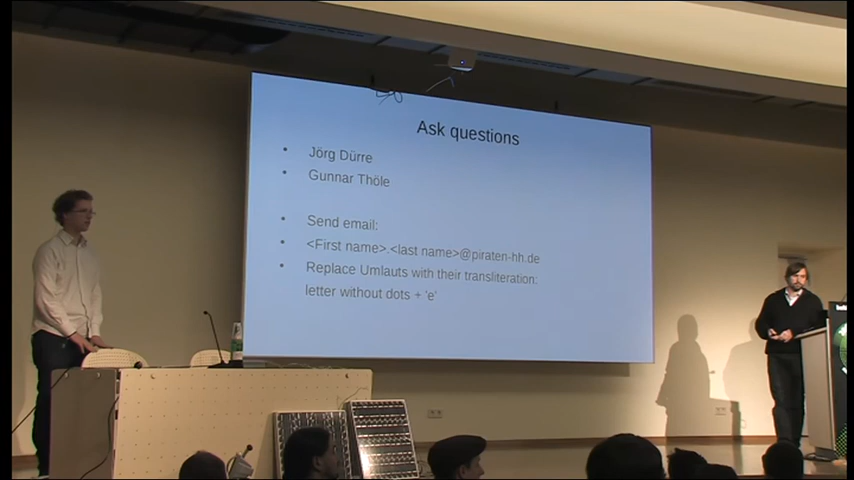 Ask questions
Jörg Dürre
Gunnar Thöle
Send email:
<First name>.<last name>@piraten-hh.de
Replace Umlauts with their transliteration:
letter without dots + 'e'